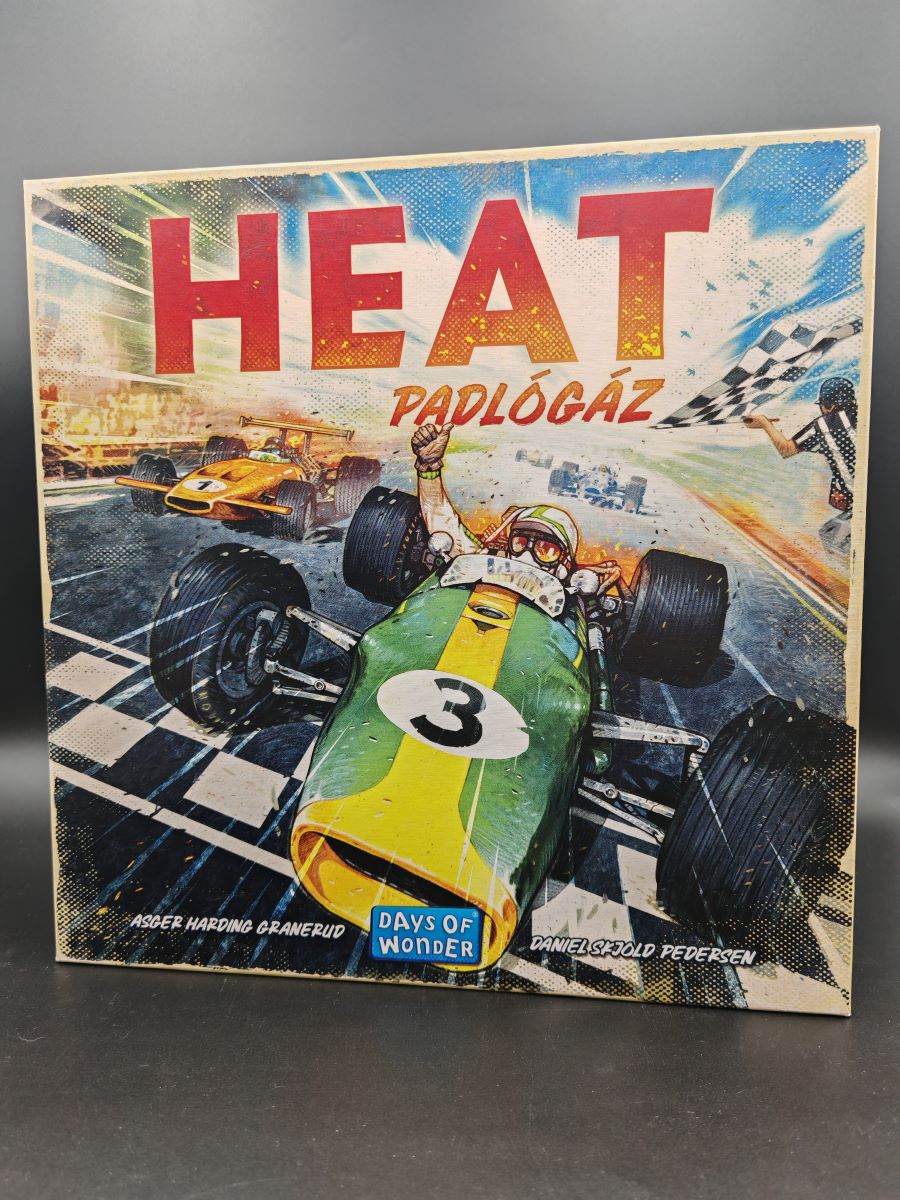 HEAT
PADLÓGÁZ
1
3
ASGER HARDING GRANERUD
DAYS OF
WONDER
DANIEL SKJOLD PEDERSEN